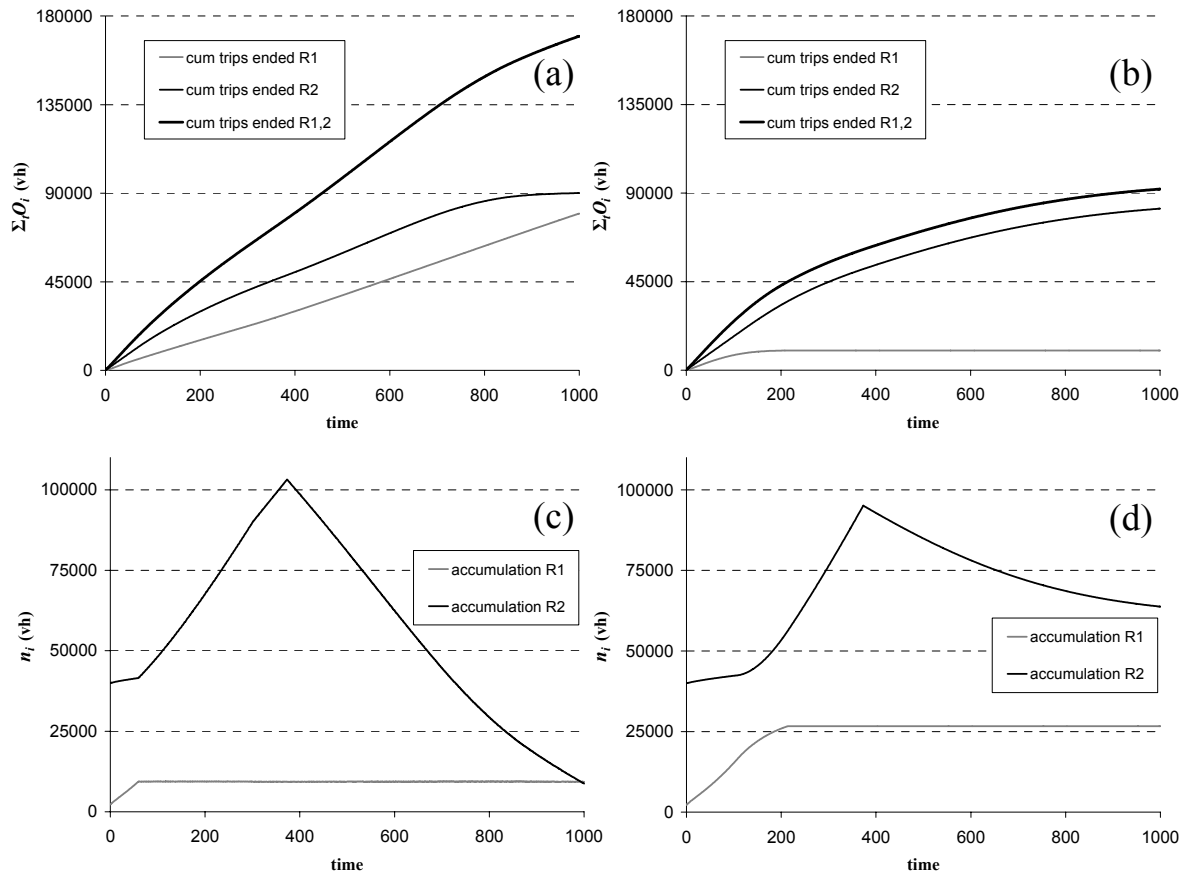 180000
135000
90000
45000
0
Σ_tO_i (vh)
cum trips ended R1
cum trips ended R2
cum trips ended R1,2
(a)
0 200 400 600 800 1000
time
180000
135000
90000
45000
0
Σ_tO_i (vh)
cum trips ended R1
cum trips ended R2
cum trips ended R1,2
(b)
0 200 400 600 800 1000
time
100000
75000
50000
25000
0
n_i (vh)
(c)
accumulation R1
accumulation R2
0 200 400 600 800 1000
time
100000
75000
50000
25000
0
n_i (vh)
(d)
accumulation R1
accumulation R2
0 200 400 600 800 1000
time